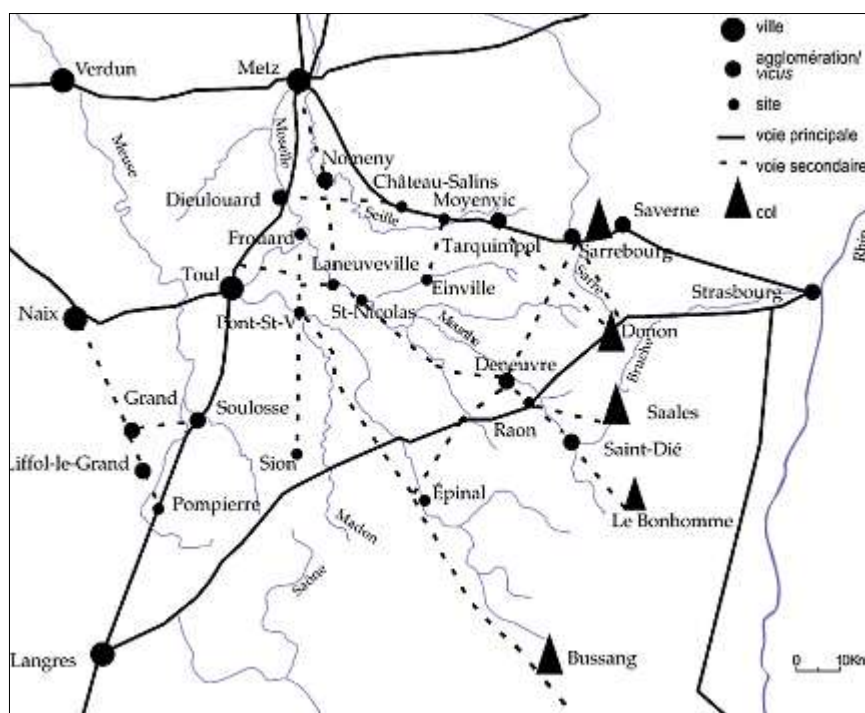 ville
agglomération/
vicus
site
voie principale
voie secondaire
col
Verdun
Metz
Meuse
Moselle
Nomeny
Château-Salins
Dieulouard
Moyenvic
Seille
Saverne
Frouard
Tarquimpol
Sarrebourg
Rhin
Toul
Laneuveville
Einville
Sarre
Strasbourg
Naix
Pont-St-V
St-Nicolas
Meurthe
Donon
Deneuvre
Bruche
Grand
Soulosse
Saales
Raon
Liffol-le-Grand
Sion
Saint-Dié
Pompierre
Épinal
Madon
Le Bonhomme
Saône
Langres
Bussang
0 10Km